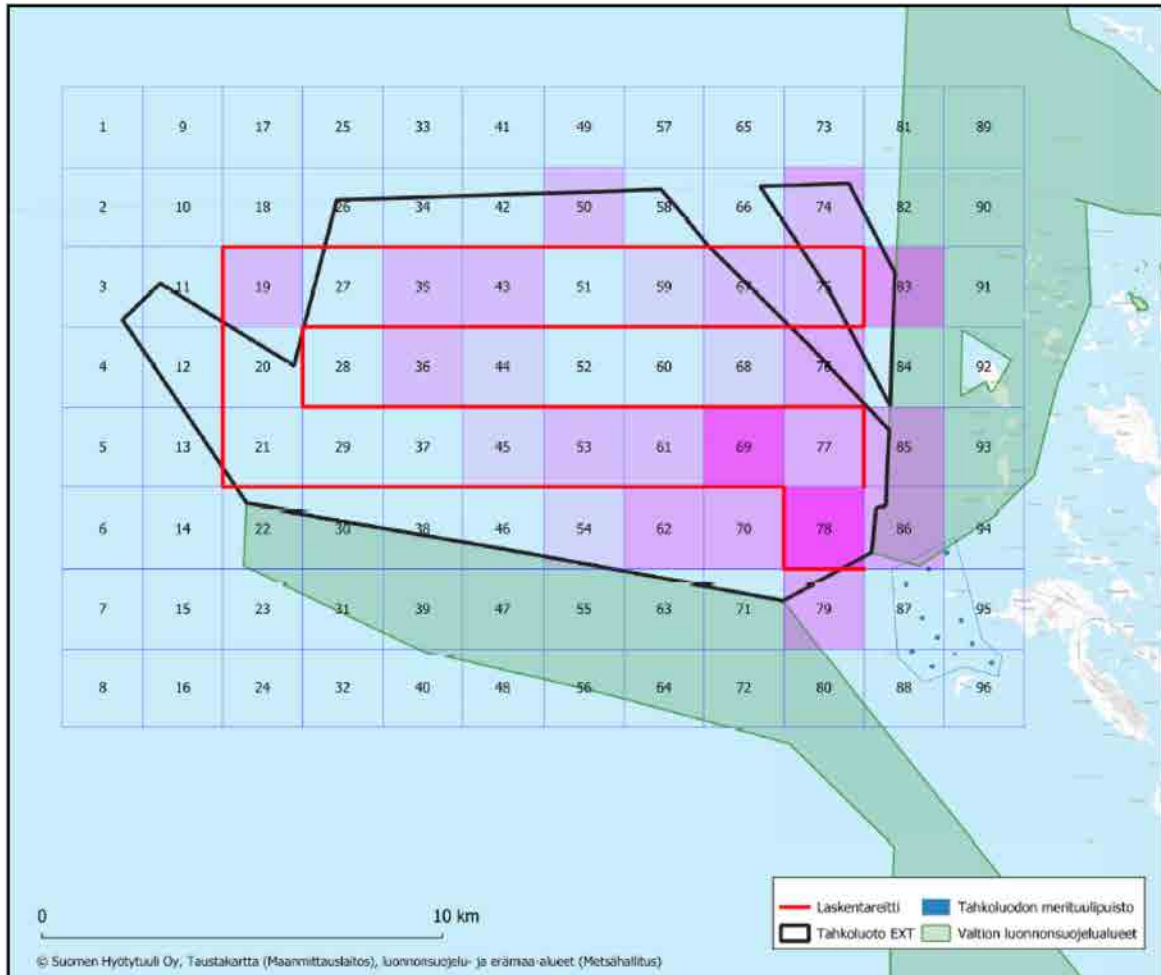 1 9 17 25 33 41 49 57 65 73 81 89
2 10 18 26 34 42 50 58 66 74 82 90
3 11 19 27 35 43 51 59 67 75 83 91
4 12 20 28 36 44 52 60 68 76 84 92
5 13 21 29 37 45 53 61 69 77 85 93
6 14 22 30 38 46 54 62 70 78 86 94
7 15 23 31 39 47 55 63 71 79 87 95
8 16 24 32 40 48 56 64 72 80 88 96
0 10 km
Laskentareitti Tahkoluodon merituulipuisto
Tahkoluoto EXT Valtion luonnonsuojelualueet
© Suomen Hyötytuuli Oy, Taustakartta (Maanmittauslaitos), luonnonsuojelu- ja erämaa-alueet (Metsähallitus)